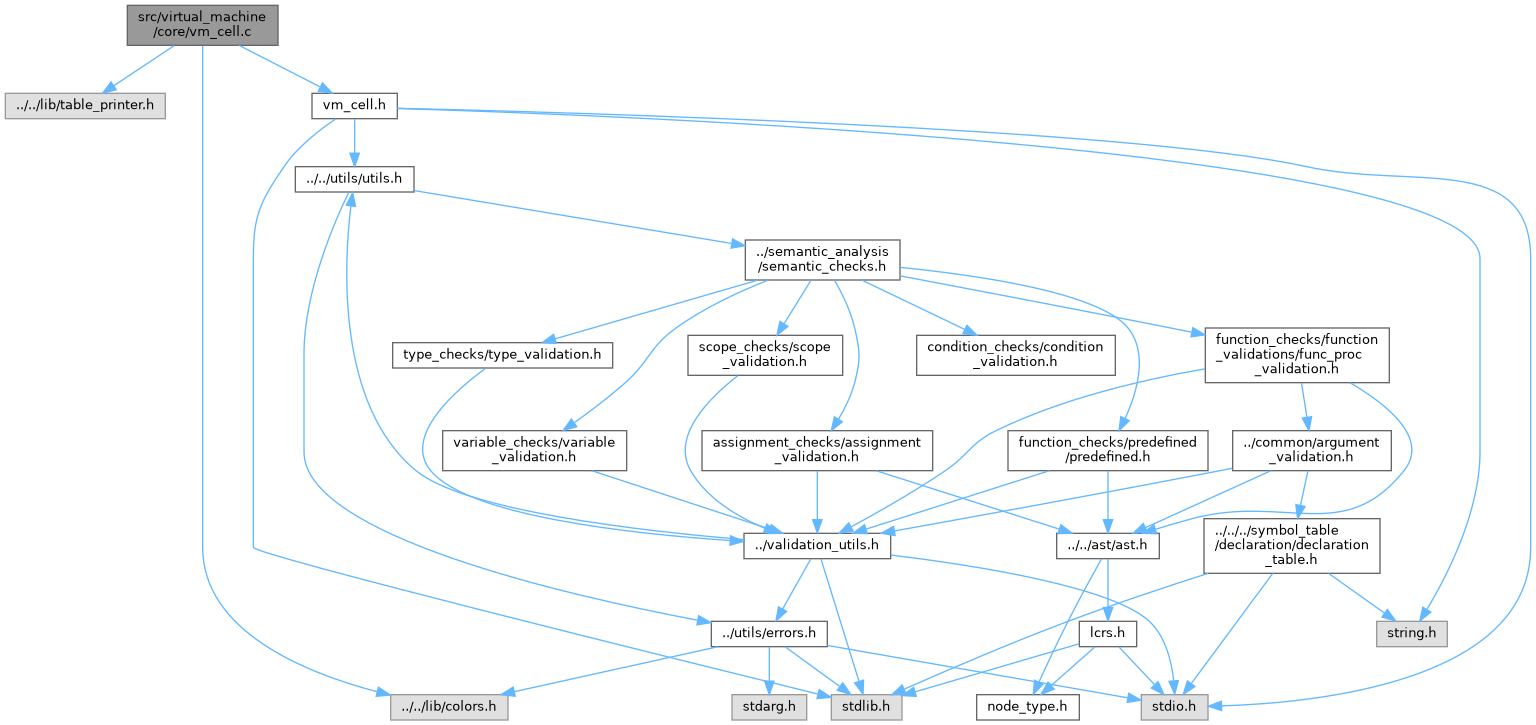 src/virtual_machine
/core/vm_cell.c
../../lib/table_printer.h
vm_cell.h
../../utils/utils.h
../semantic_analysis
/semantic_checks.h
type_checks/type_validation.h
scope_checks/scope
_validation.h
condition_checks/condition
_validation.h
function_checks/function
_validations/func_proc
_validation.h
variable_checks/variable
_validation.h
assignment_checks/assignment
_validation.h
function_checks/predefined
/predefined.h
../common/argument
_validation.h
../validation_utils.h
../../ast/ast.h
../../../symbol_table
/declaration/declaration
_table.h
../utils/errors.h
lcrs.h
string.h
../../lib/colors.h
stdarg.h
stdlib.h
node_type.h
stdio.h